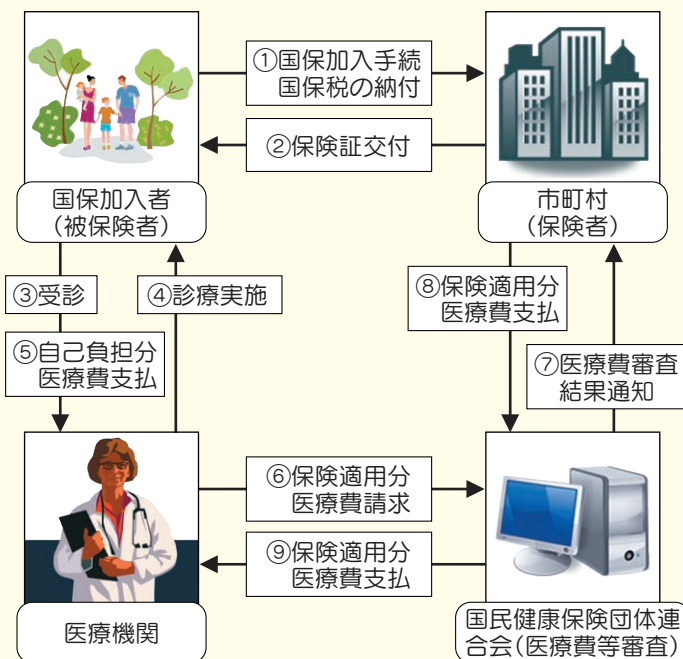 ①国保加入手続
国保税の納付
②保険証交付
国保加入者
(被保険者)
市町村
(保険者)
③受診
④診療実施
⑤自己負担分
医療費支払
⑧保険適用分
医療費支払
⑦医療費審査
結果通知
⑥保険適用分
医療費請求
⑨保険適用分
医療費支払
医療機関
国民健康保険団体連
合会(医療費等審査)